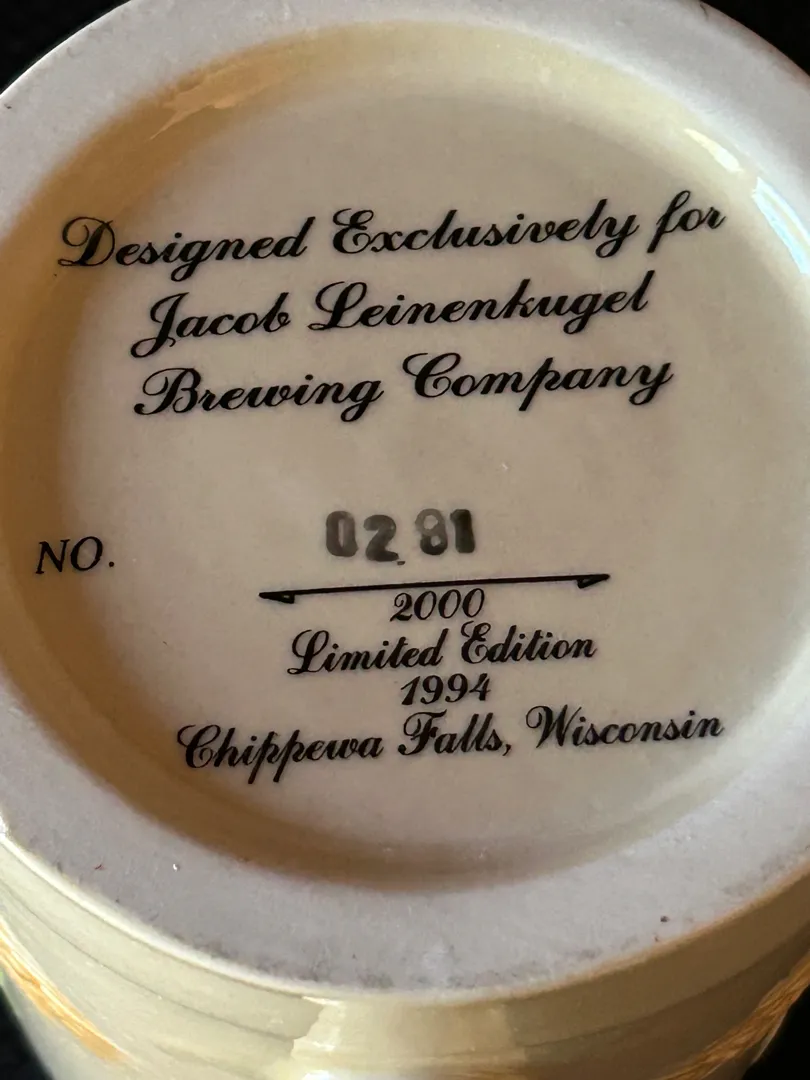 Designed Exclusively for
Jacob Leinenkugel
Brewing Company
NO. 0281
2000
Limited Edition
1994
Chippewa Falls, Wisconsin